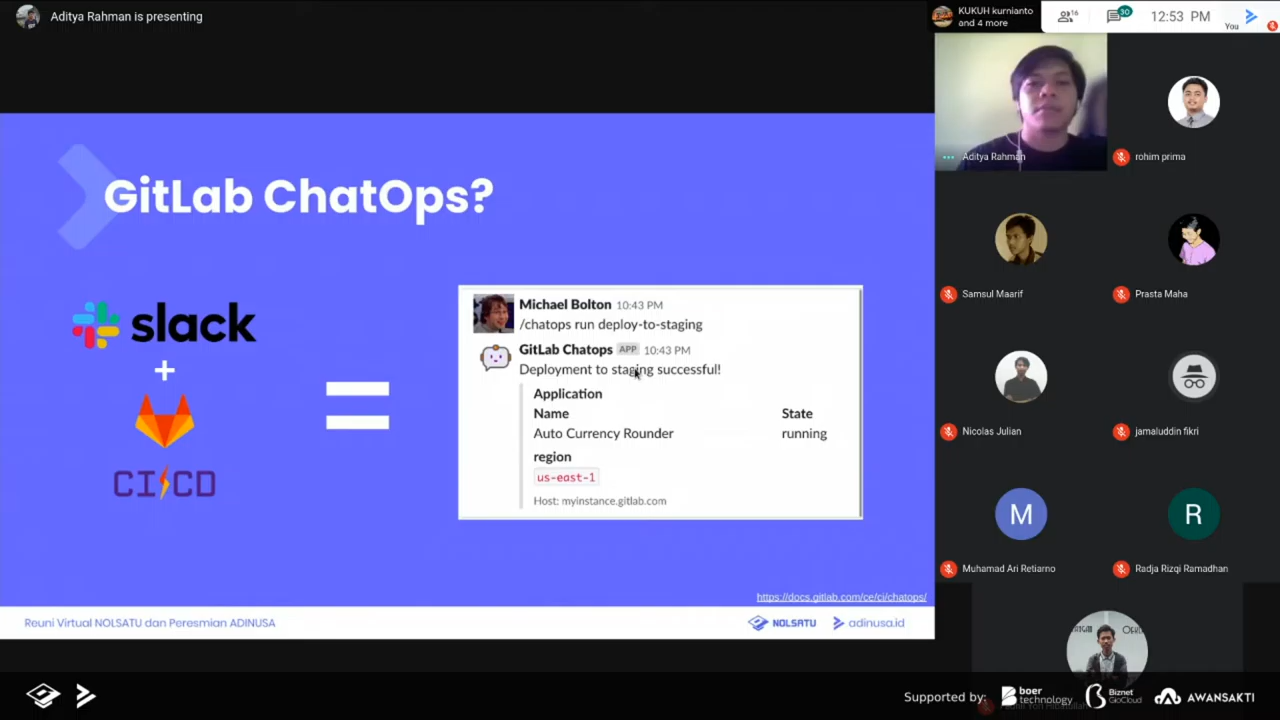 Aditya Rahman is presenting
KUKUH kurnianto
and 4 more
16
30
12:53 PM
You
GitLab ChatOps?
slack
+
CI/CD
=
Michael Bolton 10:43 PM
/chatops run deploy-to-staging
GitLab Chatops APP 10:43 PM
Deployment to staging successful!
Application
Name State
Auto Currency Rounder running
region
us-east-1
Host: myinstance.gitlab.com
https://docs.gitlab.com/ce/ci/chatops/
Reuni Virtual NOLSATU dan Peresmian ADINUSA
NOLSATU
adinusa.id
Aditya Rahman
rohim prima
Samsul Maarif
Prasta Maha
Nicolas Julian
jamaluddin fikri
M
Muhamad Ari Retiarno
R
Radja Rizqi Ramadhan
Supported by:
boer
technology
Biznet
GioCloud
AWANSAKTI